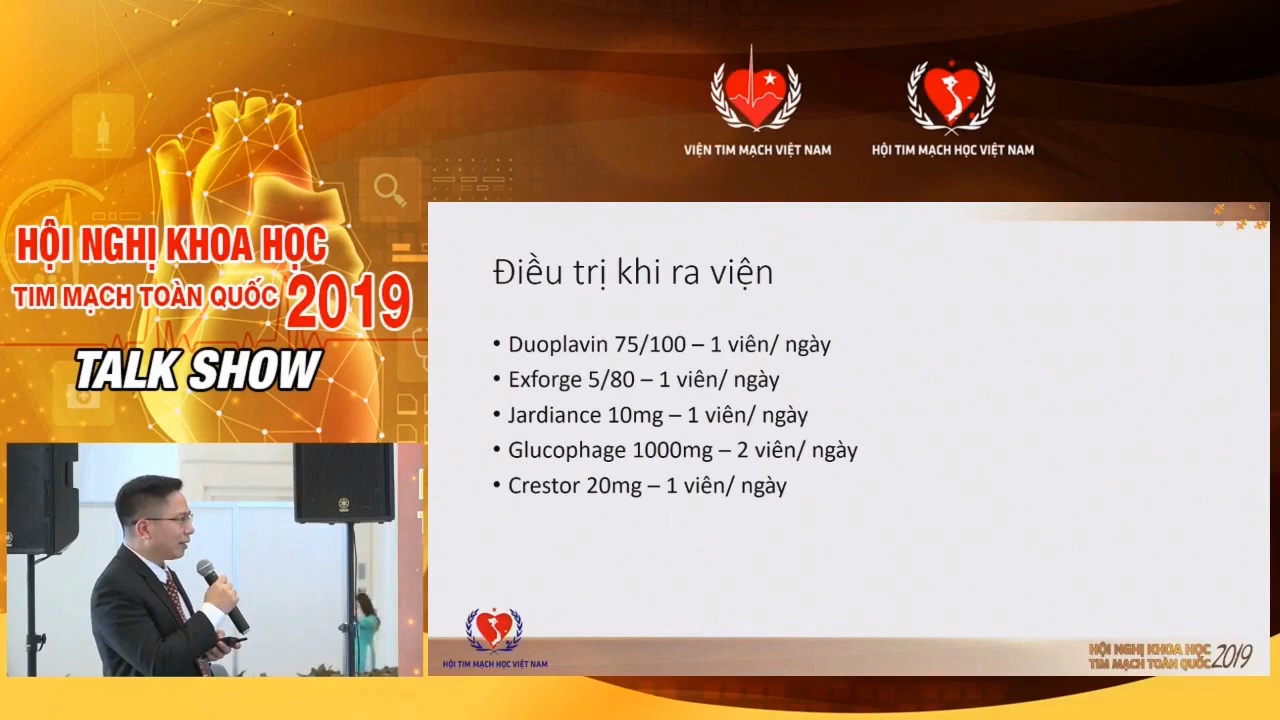 VIỆN TIM MẠCH VIỆT NAM
HỘI TIM MẠCH HỌC VIỆT NAM
HỘI NGHỊ KHOA HỌC
TIM MẠCH TOÀN QUỐC 2019
TALK SHOW
Điều trị khi ra viện
• Duoplavin 75/100 – 1 viên/ ngày
• Exforge 5/80 – 1 viên/ ngày
• Jardiance 10mg – 1 viên/ ngày
• Glucophage 1000mg – 2 viên/ ngày
• Crestor 20mg – 1 viên/ ngày
HỘI TIM MẠCH HỌC VIỆT NAM
HỘI NGHỊ KHOA HỌC
TIM MẠCH TOÀN QUỐC 2019